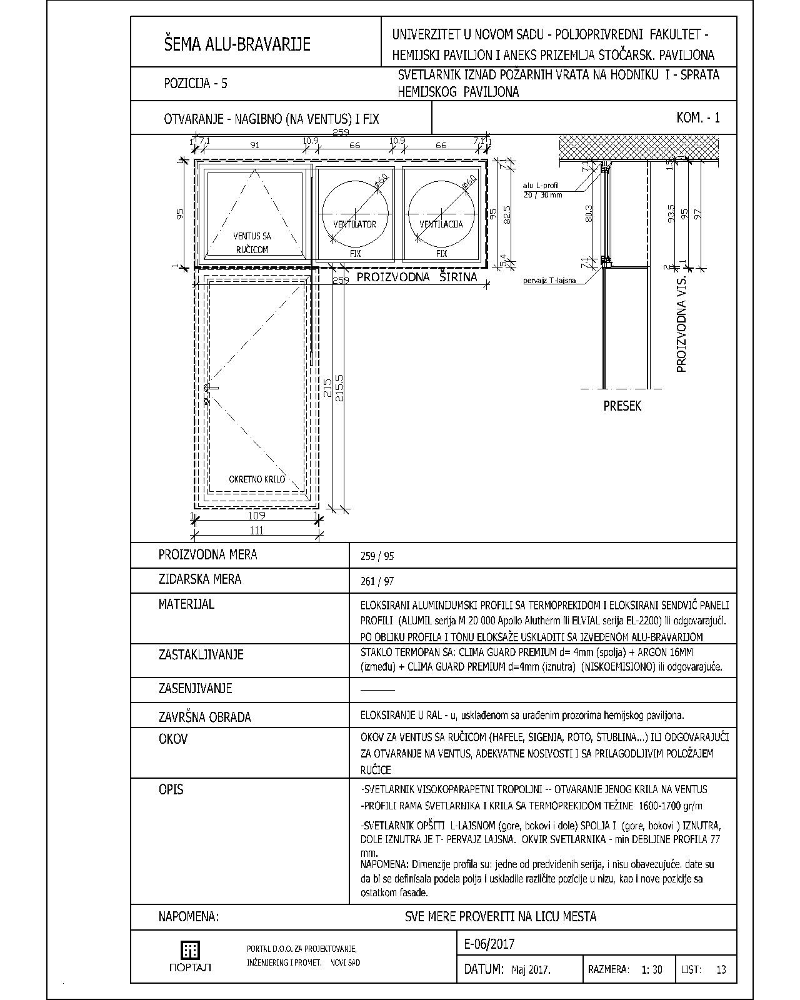 ŠEMA ALU-BRAVARIJE
UNIVERZITET U NOVOM SADU - POLJOPRIVREDNI FAKULTET -
HEMIJSKI PAVILJON I ANEKS PRIZEMLJA STOČARSK. PAVILJONA
POZICIJA - 5
SVETLARNIK IZNAD POŽARNIH VRATA NA HODNIKU I - SPRATA
HEMIJSKOG PAVILJONA
OTVARANJE - NAGIBNO (NA VENTUS) I FIX
KOM. - 1
259
1 7.1 91 10.9 66 10.9 66 7.1 1
1
95
1
Ø60
Ø60
VENTILATOR
VENTILACIJA
VENTUS SA
RUČICOM
FIX
FIX
95
7.1
82.5
5.4
259
PROIZVODNA ŠIRINA
215
215.5
OKRETNO KRILO
1 109 1
111
alu L-profil
20 / 30 mm
pervajz T-lajsna
7.1
80.3
7.1
1.5
93.5
2
1
95
1
97
PROIZVODNA VIS.
PRESEK
PROIZVODNA MERA
259 / 95
ZIDARSKA MERA
261 / 97
MATERIJAL
ELOKSIRANI ALUMINIJUMSKI PROFILI SA TERMOPREKIDOM I ELOKSIRANI SENDVIČ PANELI
PROFILI (ALUMIL serija M 20 000 Apollo Alutherm ili ELVIAL serija EL-2200) ili odgovarajući.
PO OBLIKU PROFILA I TONU ELOKSAŽE USKLADITI SA IZVEDENOM ALU-BRAVARIJOM
ZASTAKLJIVANJE
STAKLO TERMOPAN SA: CLIMA GUARD PREMIUM d= 4mm (spolja) + ARGON 16MM
(između) + CLIMA GUARD PREMIUM d=4mm (iznutra) (NISKOEMISIONO) ili odgovarajuće.
ZASENJIVANJE
ZAVRŠNA OBRADA
ELOKSIRANJE U RAL - u, usklađenom sa urađenim prozorima hemijskog paviljona.
OKOV
OKOV ZA VENTUS SA RUČICOM (HAFELE, SIGENIA, ROTO, STUBLINA...) ILI ODGOVARAJUĆI
ZA OTVARANJE NA VENTUS, ADEKVATNE NOSIVOSTI I SA PRILAGODLJIVIM POLOŽAJEM
RUČICE
OPIS
-SVETLARNIK VISOKOPARAPETNI TROPOLJNI -- OTVARANJE JENOG KRILA NA VENTUS
-PROFILI RAMA SVETLARNIKA I KRILA SA TERMOPREKIDOM TEŽINE 1600-1700 gr/m
-SVETLARNIK OPŠITI L-LAJSNOM (gore, bokovi i dole) SPOLJA I (gore, bokovi ) IZNUTRA,
DOLE IZNUTRA JE T- PERVAJZ LAJSNA. OKVIR SVETLARNIKA - min DEBLJINE PROFILA 77
mm.
NAPOMENA: Dimenzije profila su: jedne od predviđenih serija, i nisu obavezujuće. date su
da bi se definisala podela polja i uskladile različite pozicije u nizu, kao i nove pozicije sa
ostatkom fasade.
NAPOMENA:
SVE MERE PROVERITI NA LICU MESTA
ПОРТАЛ
PORTAL D.O.O. ZA PROJEKTOVANJE,
INŽENJERING I PROMET. NOVI SAD
E-06/2017
DATUM: Maj 2017.
RAZMERA: 1: 30
LIST: 13